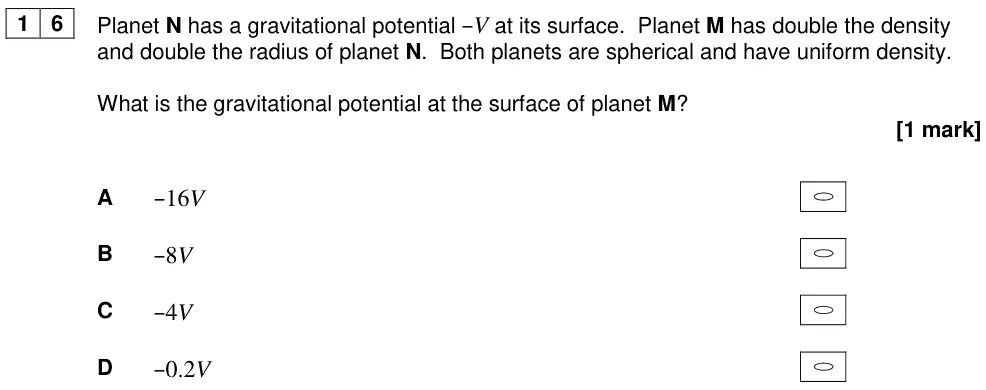 1 6 Planet N has a gravitational potential –V at its surface. Planet M has double the density
and double the radius of planet N. Both planets are spherical and have uniform density.
What is the gravitational potential at the surface of planet M?
[1 mark]
A –16V
B –8V
C –4V
D –0.2V